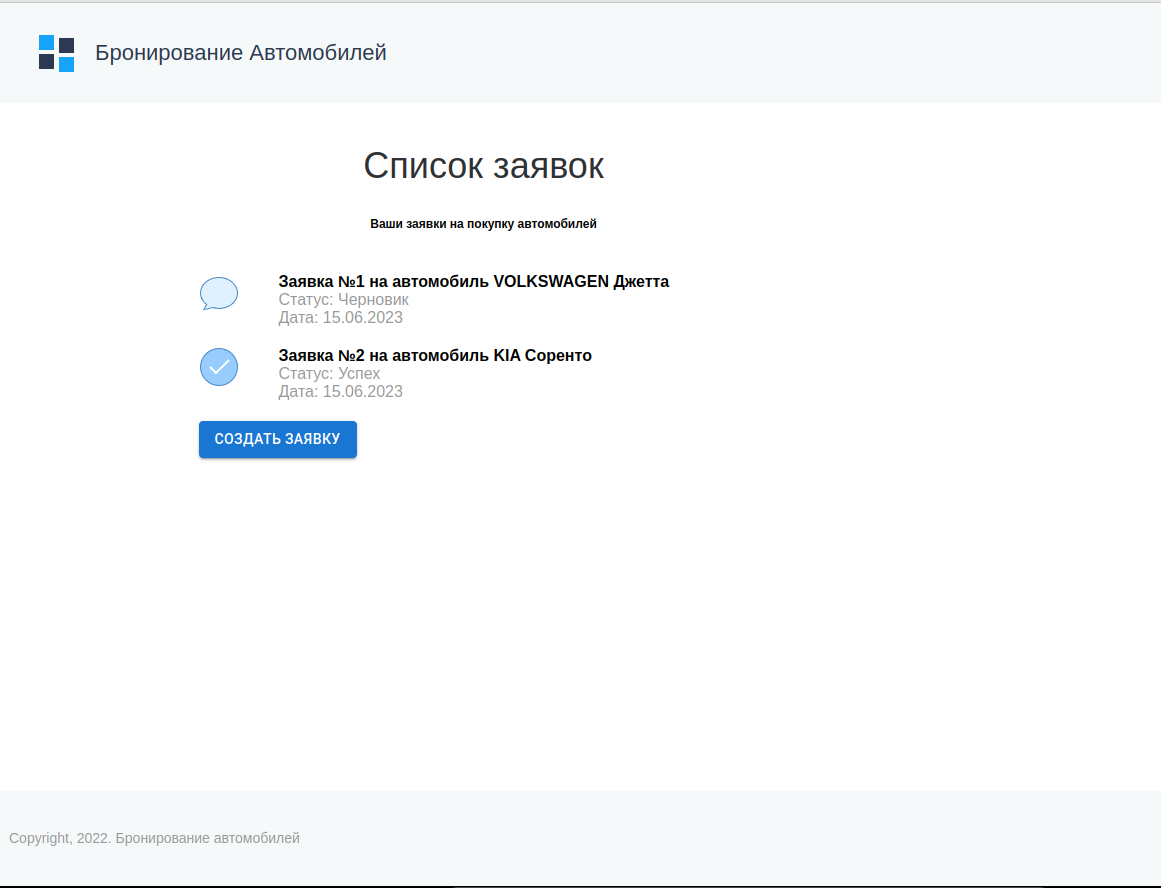 Бронирование Автомобилей
Список заявок
Ваши заявки на покупку автомобилей
Заявка №1 на автомобиль VOLKSWAGEN Джетта
Статус: Черновик
Дата: 15.06.2023
Заявка №2 на автомобиль KIA Соренто
Статус: Успех
Дата: 15.06.2023
СОЗДАТЬ ЗАЯВКУ
Copyright, 2022. Бронирование автомобилей